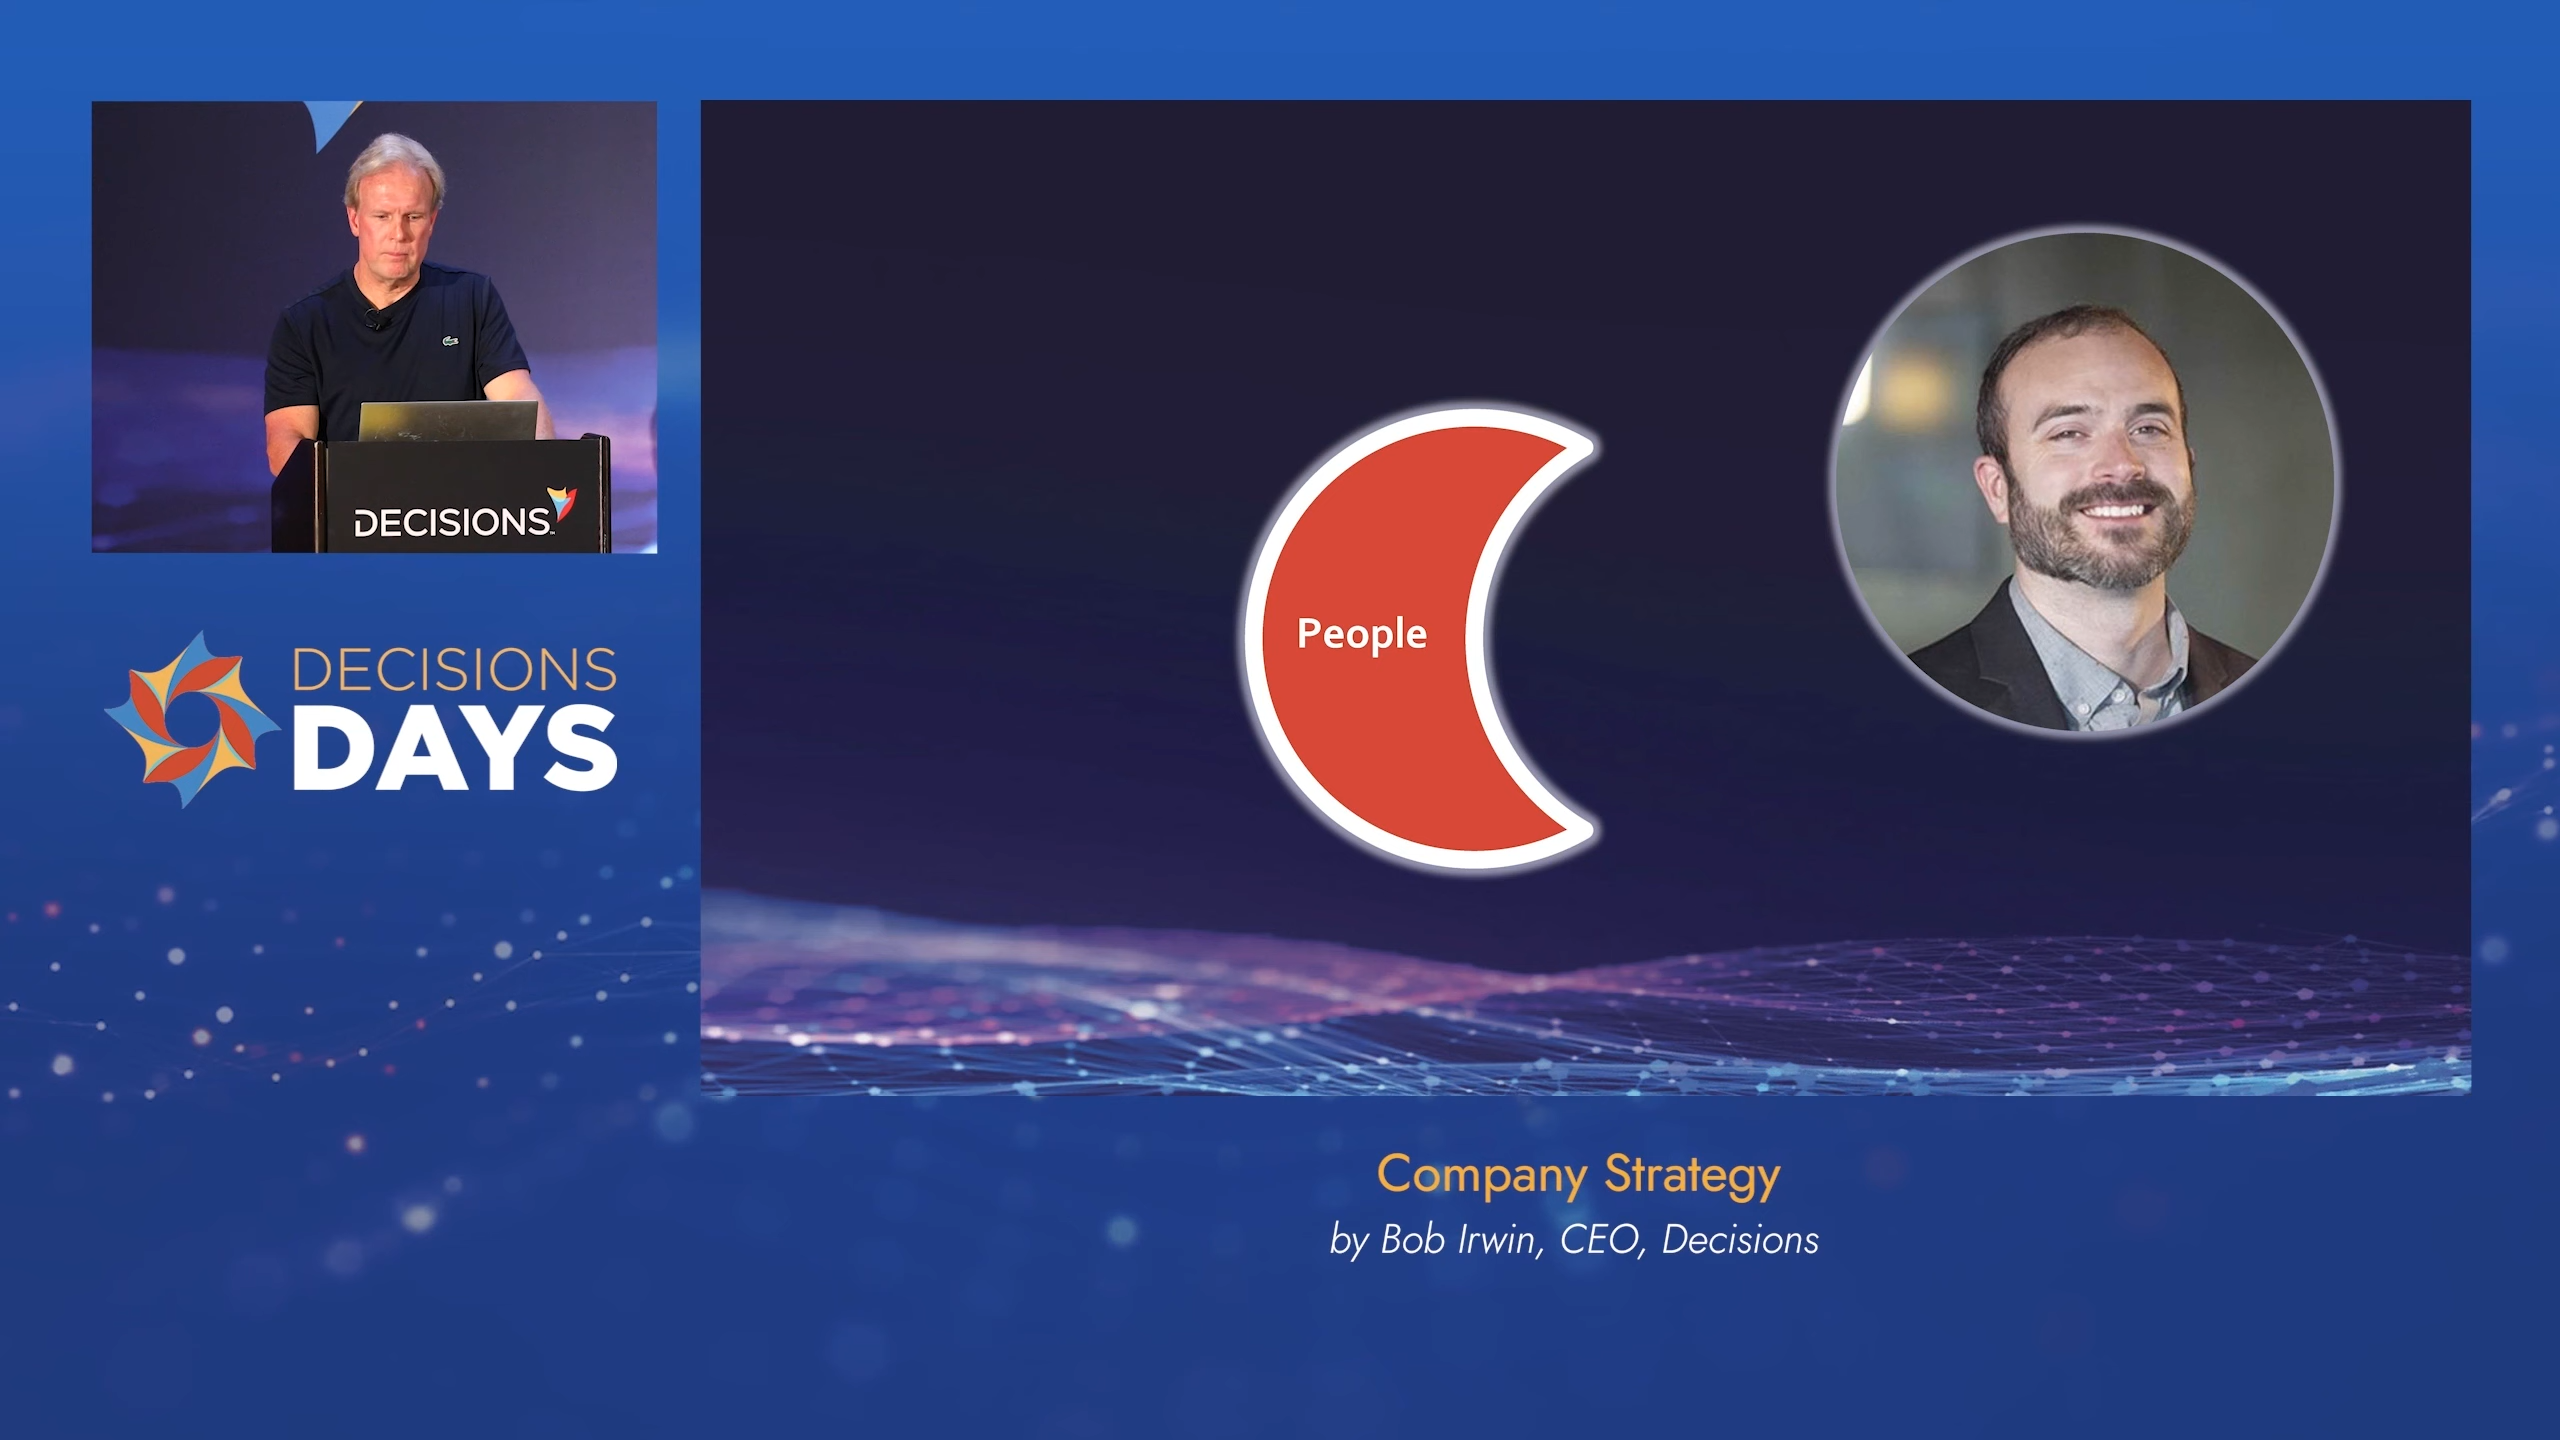 DECISIONS
DECISIONS
DAYS
People
Company Strategy
by Bob Irwin, CEO, Decisions